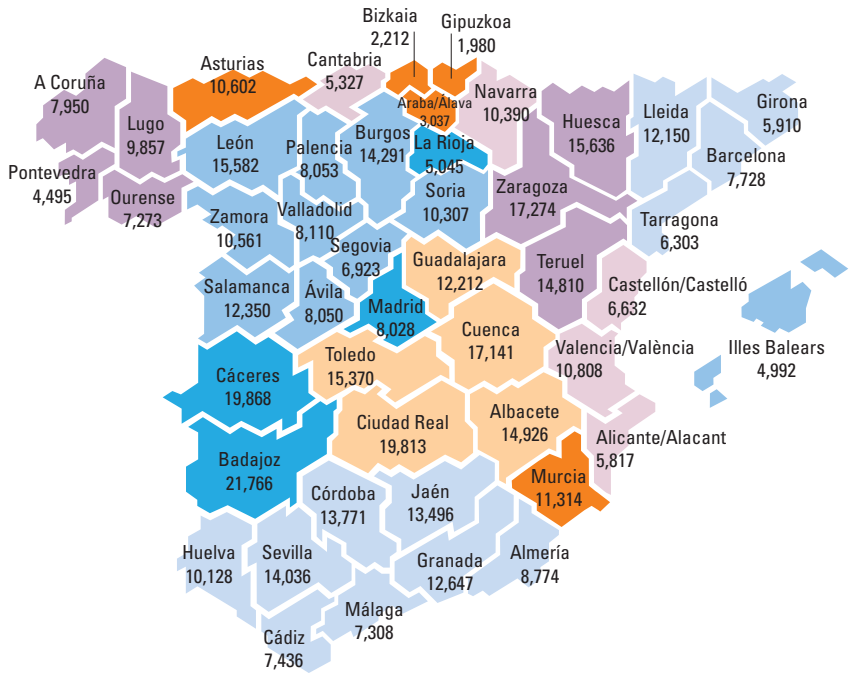 Bizkaia
2,212
Gipuzkoa
1,980
Asturias
10,602
Cantabria
5,327
A Coruña
7,950
Lugo
9,857
Araba/Álava
3,037
Navarra
10,390
Huesca
15,636
Lleida
12,150
Girona
5,910
León
15,582
Palencia
8,053
Burgos
14,291
La Rioja
5,045
Barcelona
7,728
Pontevedra
4,495
Ourense
7,273
Zamora
10,561
Valladolid
8,110
Soria
10,307
Zaragoza
17,274
Tarragona
6,303
Segovia
6,923
Guadalajara
12,212
Teruel
14,810
Salamanca
12,350
Ávila
8,050
Madrid
8,028
Castellón/Castelló
6,632
Cuenca
17,141
Toledo
15,370
Valencia/València
10,808
Illes Balears
4,992
Cáceres
19,868
Ciudad Real
19,813
Albacete
14,926
Alicante/Alacant
5,817
Badajoz
21,766
Murcia
11,314
Córdoba
13,771
Jaén
13,496
Huelva
10,128
Sevilla
14,036
Granada
12,647
Almería
8,774
Málaga
7,308
Cádiz
7,436